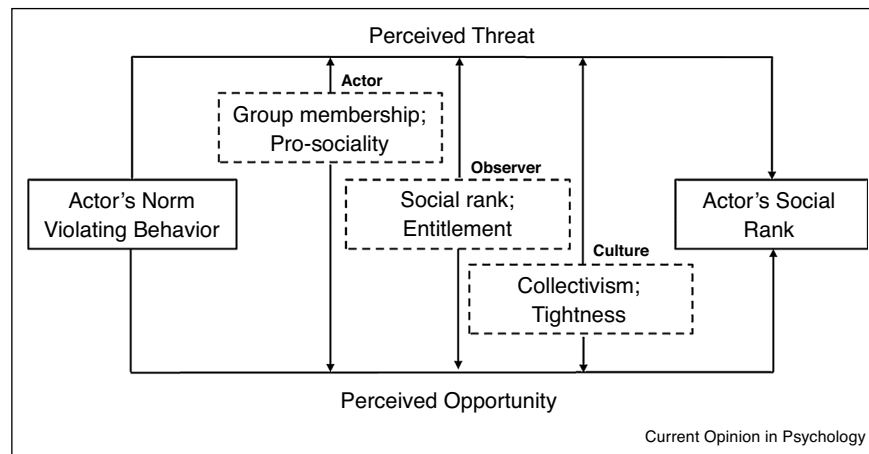 Perceived Threat
Actor
Group membership;
Pro-sociality
Observer
Actor's Norm
Violating Behavior
Social rank;
Entitlement
Actor's Social
Rank
Culture
Collectivism;
Tightness
Perceived Opportunity
Current Opinion in Psychology